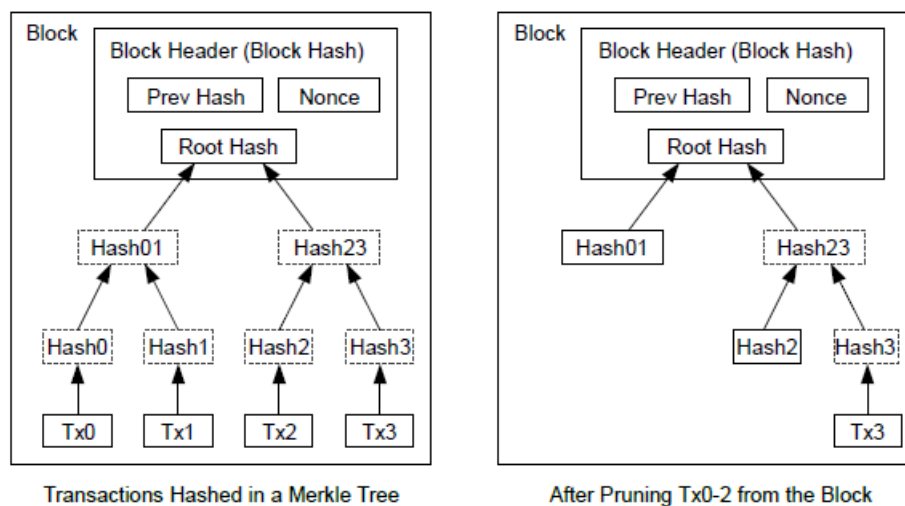 Block
Block Header (Block Hash)
Prev Hash
Nonce
Root Hash
Hash01
Hash23
Hash0
Hash1
Hash2
Hash3
Tx0
Tx1
Tx2
Tx3
Transactions Hashed in a Merkle Tree
Block
Block Header (Block Hash)
Prev Hash
Nonce
Root Hash
Hash01
Hash23
Hash2
Hash3
Tx3
After Pruning Tx0-2 from the Block